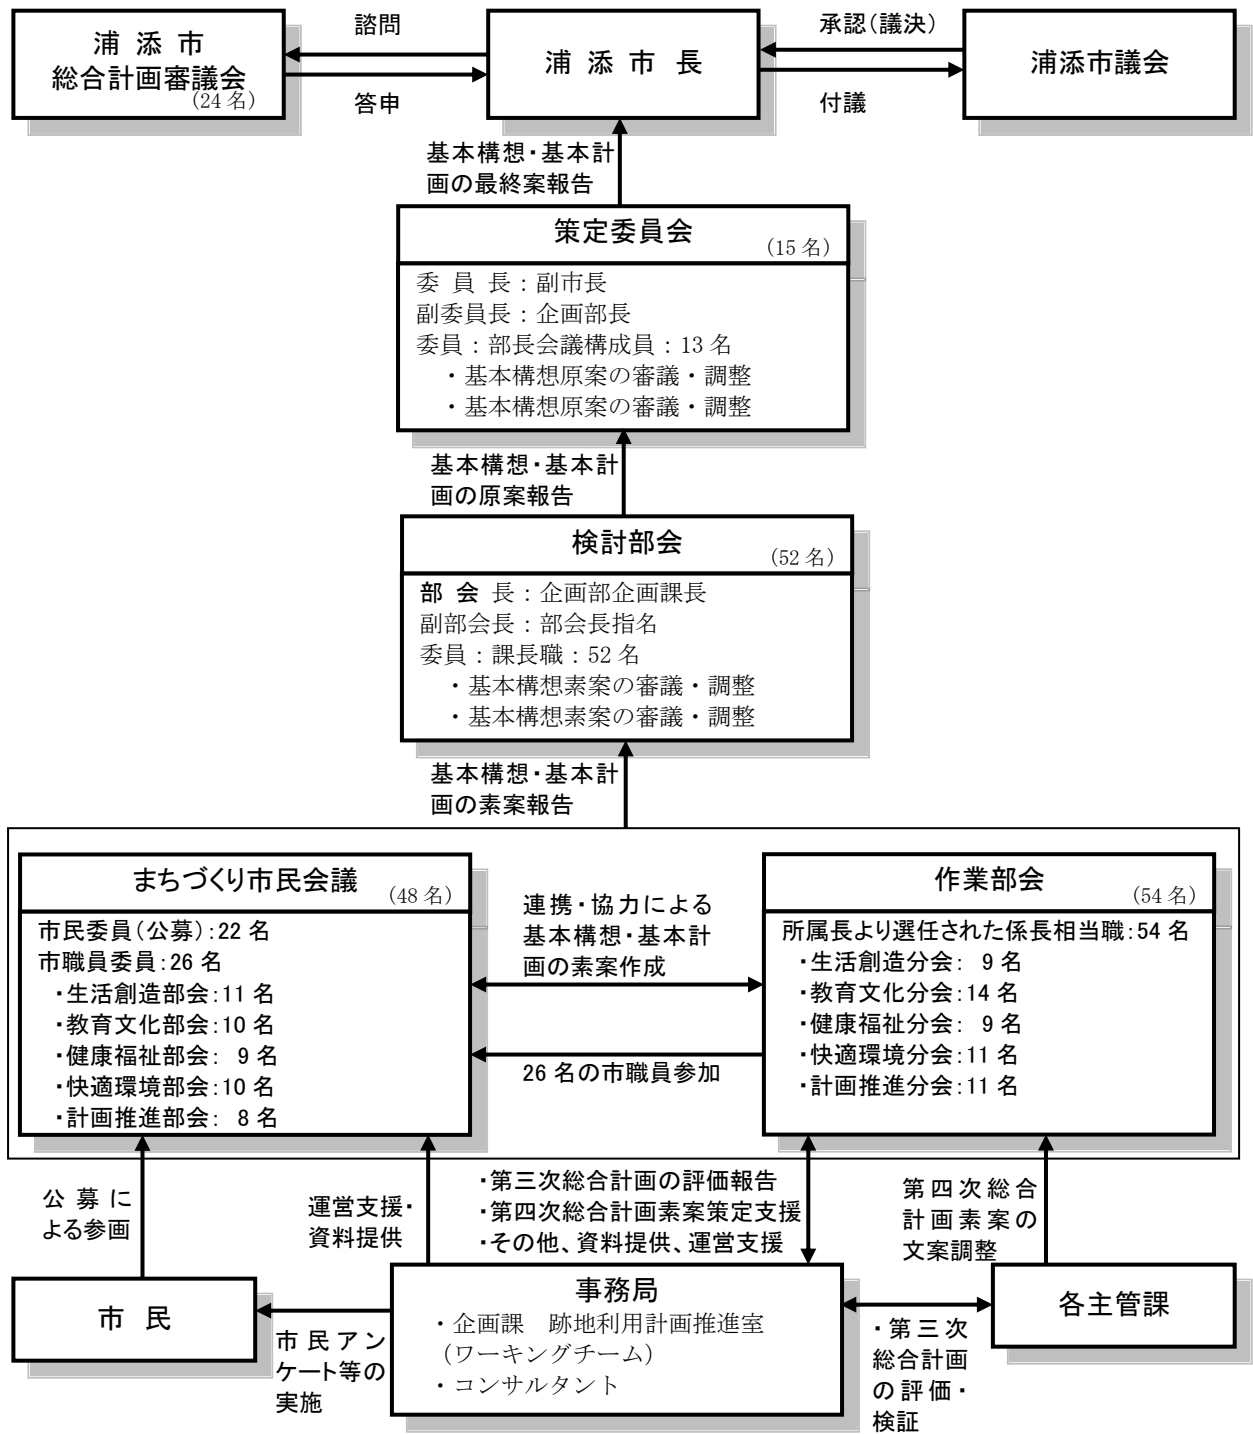 浦 添 市
総合計画審議会
(24 名)
諮問
答申
浦 添 市 長
承認(議決)
付議
浦添市議会
基本構想・基本計
画の最終案報告
策定委員会
(15 名)
委 員 長：副市長
副委員長：企画部長
委員：部長会議構成員：13 名
・基本構想原案の審議・調整
・基本構想原案の審議・調整
基本構想・基本計
画の原案報告
検討部会
(52 名)
部 会 長：企画部企画課長
副部会長：部会長指名
委員：課長職：52 名
・基本構想素案の審議・調整
・基本構想素案の審議・調整
基本構想・基本計
画の素案報告
まちづくり市民会議
(48 名)
市民委員(公募)：22 名
市職員委員：26 名
・生活創造部会：11 名
・教育文化部会：10 名
・健康福祉部会： 9 名
・快適環境部会：10 名
・計画推進部会： 8 名
連携・協力による
基本構想・基本計
画の素案作成
26 名の市職員参加
作業部会
(54 名)
所属長より選任された係長相当職：54 名
・生活創造分会： 9 名
・教育文化分会：14 名
・健康福祉分会： 9 名
・快適環境分会：11 名
・計画推進分会：11 名
公 募 に
よる参画
運営支援・
資料提供
・第三次総合計画の評価報告
・第四次総合計画素案策定支援
・その他、資料提供、運営支援
第四次総合
計画素案の
文案調整
市 民
市民アン
ケート等の
実施
事務局
・企画課 跡地利用計画推進室
(ワーキングチーム)
・コンサルタント
・第三次
総合計画
の評価・
検証
各主管課